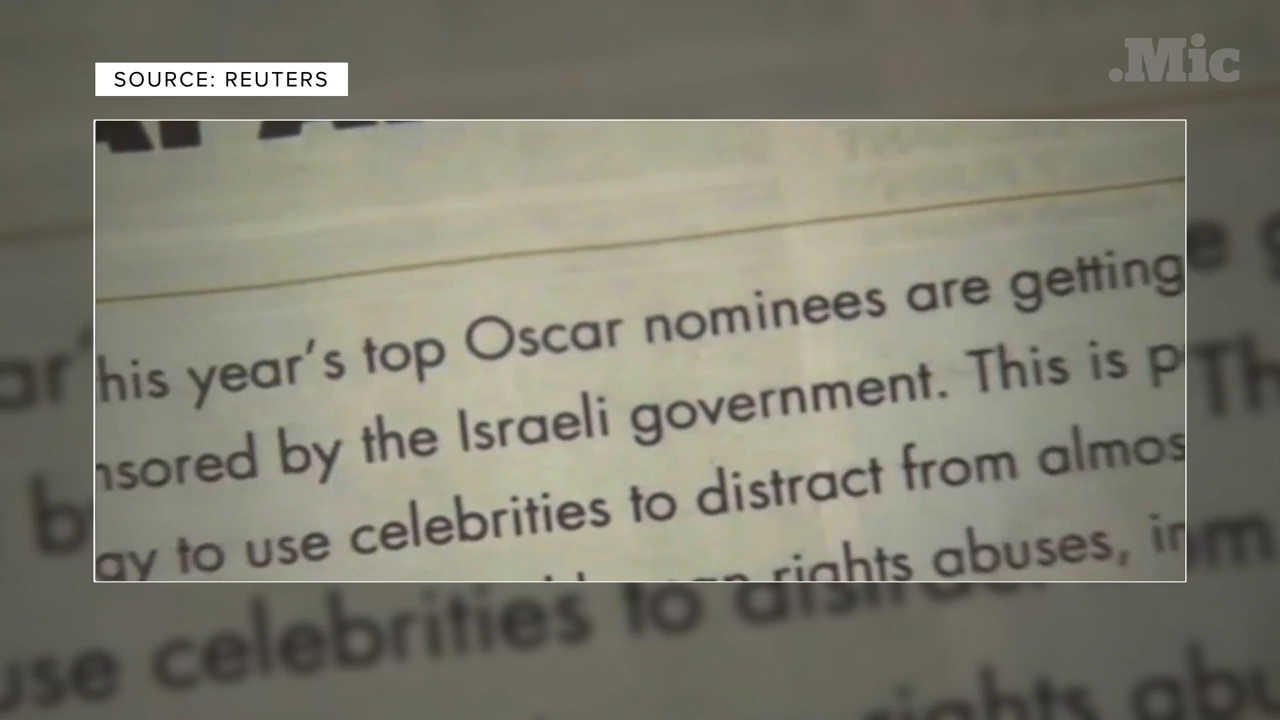 .Mic
SOURCE: REUTERS
his year's top Oscar nominees are getting
nsored by the Israeli government. This is p
ay to use celebrities to distract from almos
rights abuses, in